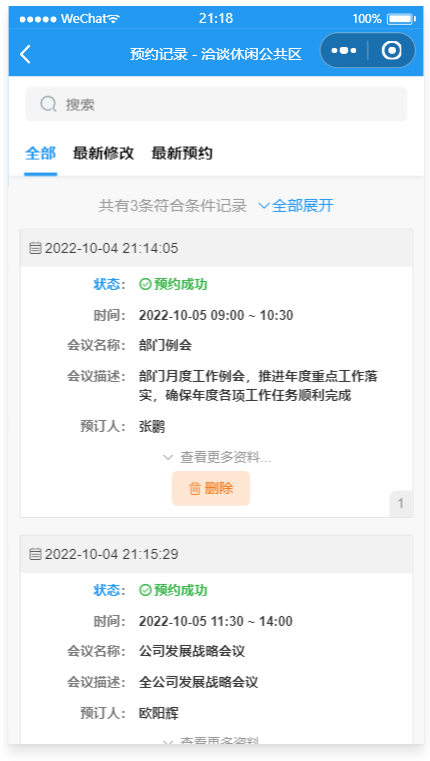 WeChat 21:18 100%
预约记录 - 洽谈休闲公共区
搜索
全部 最新修改 最新预约
共有3条符合条件记录 全部展开
2022-10-04 21:14:05
状态： 预约成功
时间： 2022-10-05 09:00 ~ 10:30
会议名称： 部门例会
会议描述： 部门月度工作例会，推进年度重点工作落
实，确保年度各项工作任务顺利完成
预订人： 张鹏
查看更多资料...
删除
1
2022-10-04 21:15:29
状态： 预约成功
时间： 2022-10-05 11:30 ~ 14:00
会议名称： 公司发展战略会议
会议描述： 全公司发展战略会议
预订人： 欧阳辉
查看更多资料